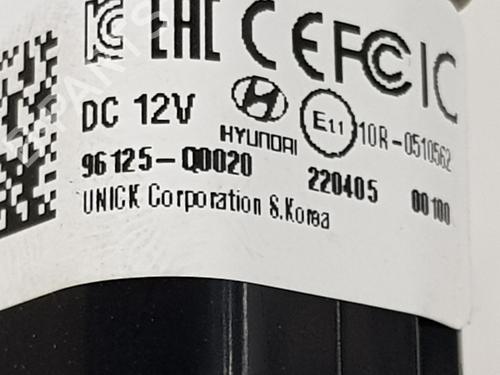 EAC CE FC IC
DC 12V
HYUNDAI
E11
10R-0510562
96125-Q0020
220405
00100
UNICK Corporation S.Korea